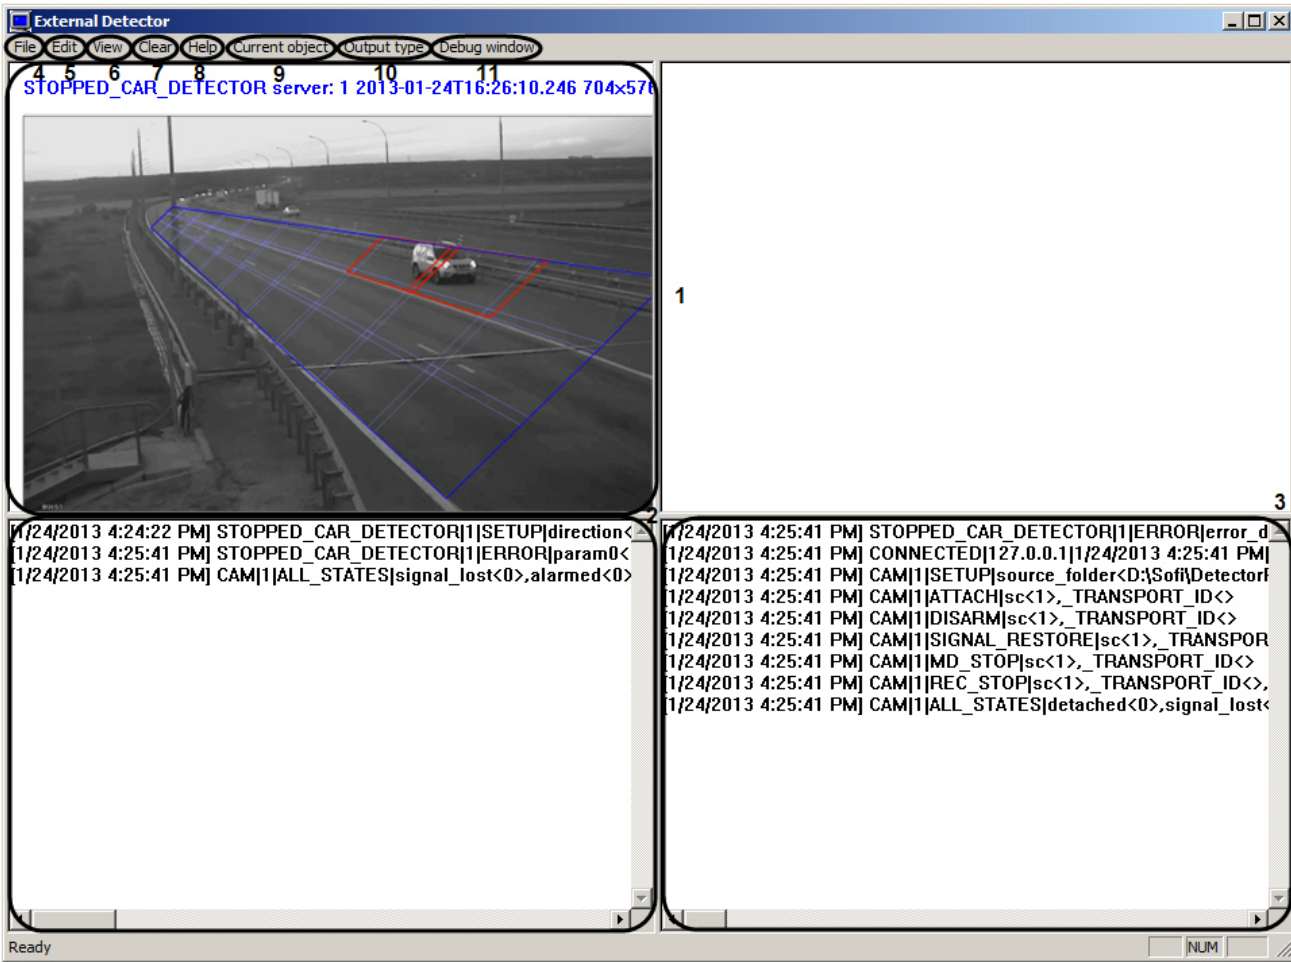 External Detector
File Edit View Clear Help Current object Output type Debug window
4 5 6 7 8 9 10 11
STOPPED_CAR_DETECTOR server: 1 2013-01-24T16:26:10.246 704x576
1
3
2
[1/24/2013 4:24:22 PM] STOPPED_CAR_DETECTOR|1|SETUP|direction<
[1/24/2013 4:25:41 PM] STOPPED_CAR_DETECTOR|1|ERROR|param0<
[1/24/2013 4:25:41 PM] CAM|1|ALL_STATES|signal_lost<0>,alarmed<0>
[1/24/2013 4:25:41 PM] STOPPED_CAR_DETECTOR|1|ERROR|error_d
[1/24/2013 4:25:41 PM] CONNECTED|127.0.0.1|1/24/2013 4:25:41 PM|
[1/24/2013 4:25:41 PM] CAM|1|SETUP|source_folder<D:\Sofi\Detector
[1/24/2013 4:25:41 PM] CAM|1|ATTACH|sc<1>,_TRANSPORT_ID<>
[1/24/2013 4:25:41 PM] CAM|1|DISARM|sc<1>,_TRANSPORT_ID<>
[1/24/2013 4:25:41 PM] CAM|1|SIGNAL_RESTORE|sc<1>,_TRANSPOR
[1/24/2013 4:25:41 PM] CAM|1|MD_STOP|sc<1>,_TRANSPORT_ID<>
[1/24/2013 4:25:41 PM] CAM|1|REC_STOP|sc<1>,_TRANSPORT_ID<>,
[1/24/2013 4:25:41 PM] CAM|1|ALL_STATES|detached<0>,signal_lost<
Ready
NUM